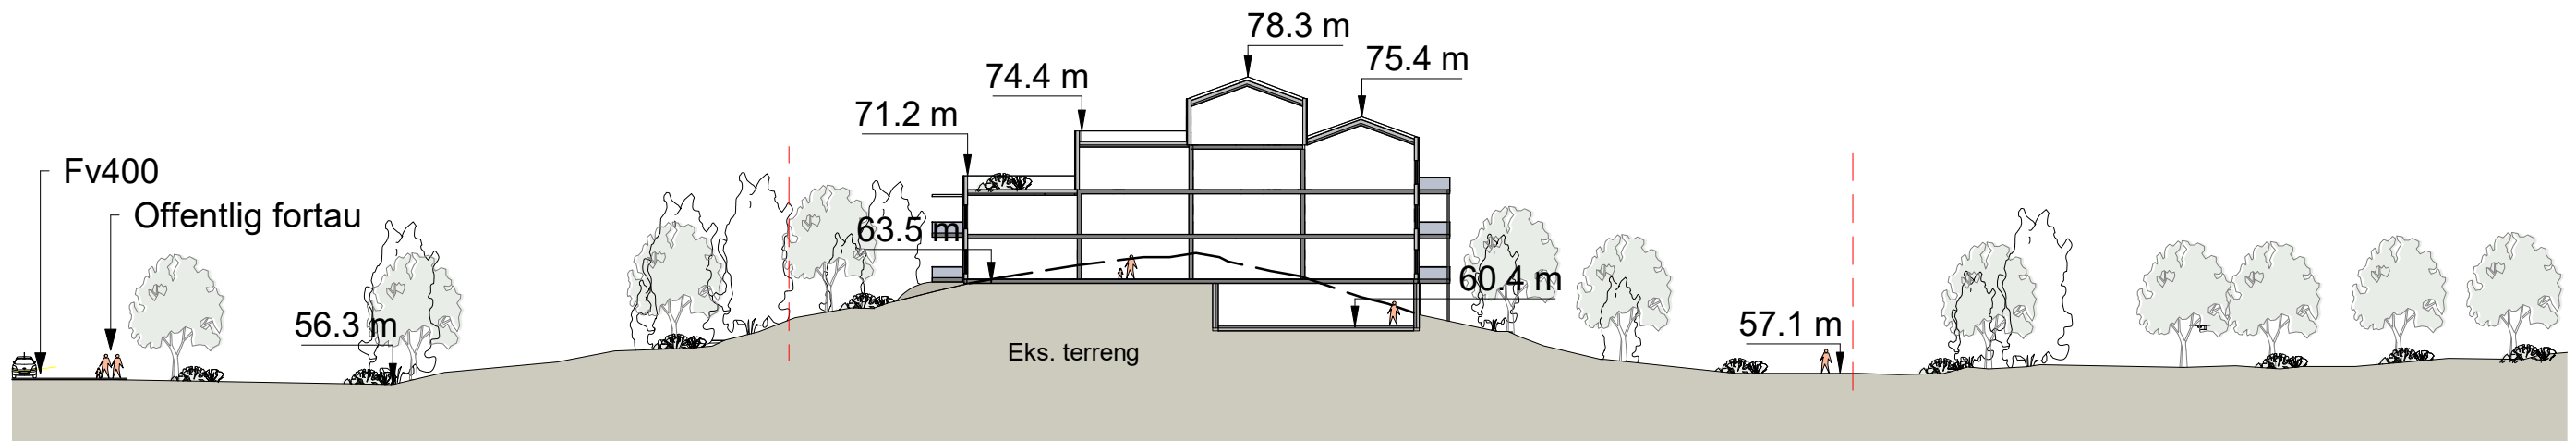 78.3 m
75.4 m
74.4 m
71.2 m
Fv400
Offentlig fortau
63.5 m
60.4 m
56.3 m
57.1 m
Eks. terreng